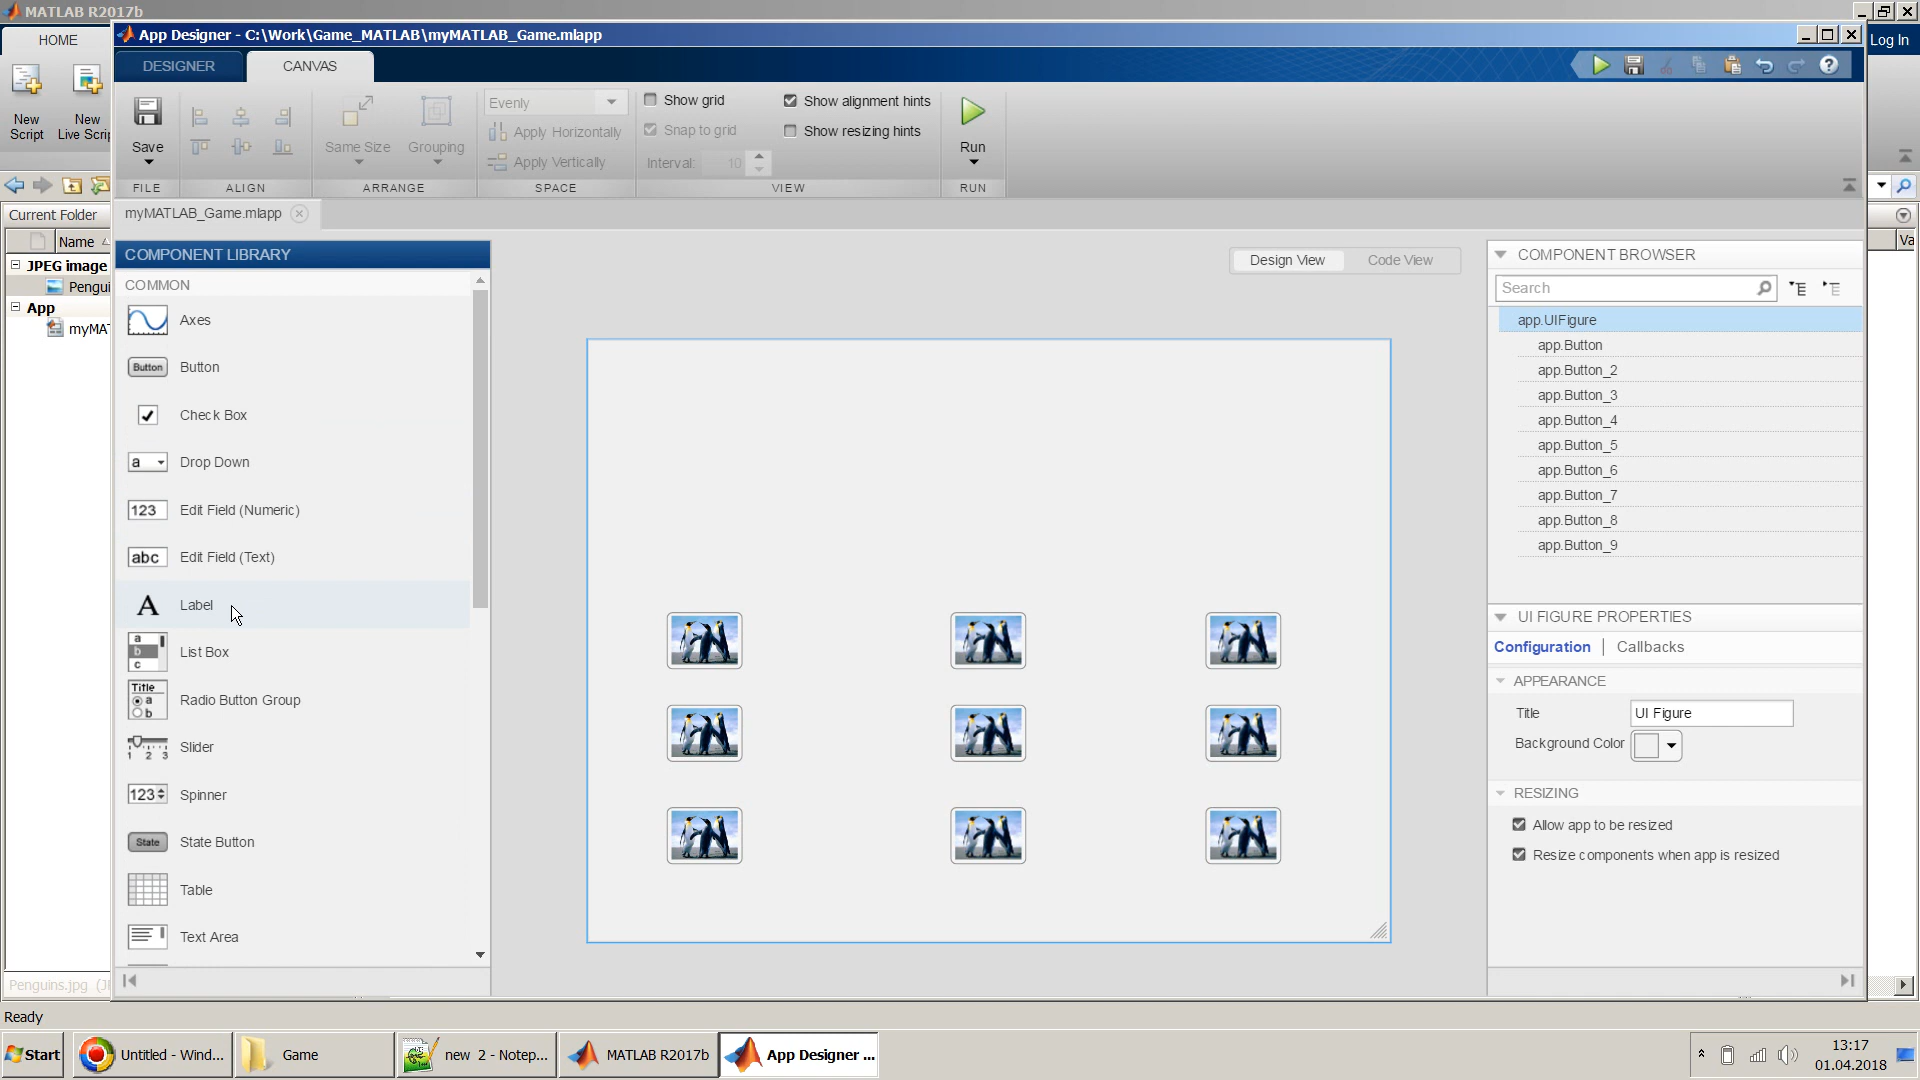 MATLAB R2017b
HOME
App Designer - C:\Work\Game_MATLAB\myMATLAB_Game.mlapp
Log In
DESIGNER
CANVAS
New Script
New Live Scrip
Save
Same Size
Grouping
Evenly
Apply Horizontally
Apply Vertically
Show grid
Snap to grid
Interval: 10
Show alignment hints
Show resizing hints
Run
FILE
ALIGN
ARRANGE
SPACE
VIEW
RUN
Current Folder
myMATLAB_Game.mlapp
Name
Va
JPEG image
Pengui
App
myMAT
COMPONENT LIBRARY
COMMON
Axes
Button
Button
Check Box
a
Drop Down
123
Edit Field (Numeric)
abc
Edit Field (Text)
A
Label
a
b
c
List Box
Title
a
b
Radio Button Group
1 2 3
Slider
123
Spinner
State
State Button
Table
Text Area
Design View
Code View
COMPONENT BROWSER
Search
app.UIFigure
app.Button
app.Button_2
app.Button_3
app.Button_4
app.Button_5
app.Button_6
app.Button_7
app.Button_8
app.Button_9
UI FIGURE PROPERTIES
Configuration | Callbacks
APPEARANCE
Title
UI Figure
Background Color
RESIZING
Allow app to be resized
Resize components when app is resized
Penguins.jpg
Ready
Start
Untitled - Wind...
Game
new 2 - Notep...
MATLAB R2017b
App Designer ...
13:17
01.04.2018